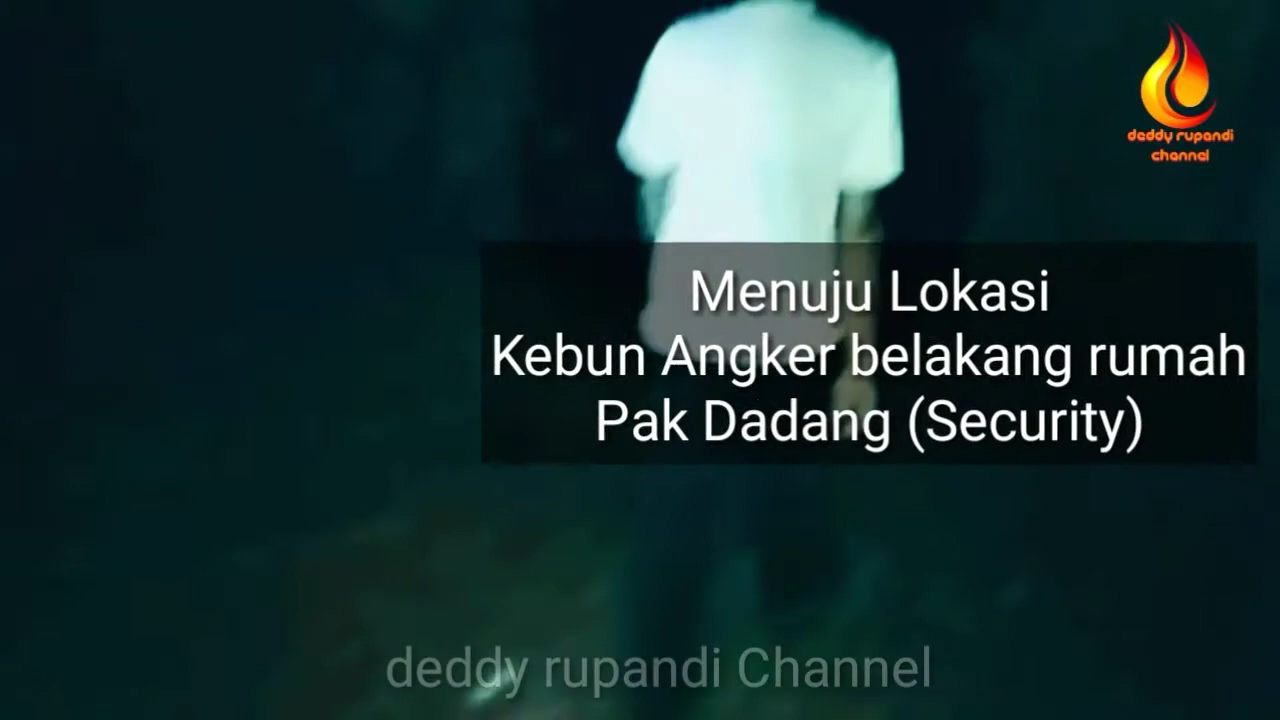 deddy rupandi
channel
Menuju Lokasi
Kebun Angker belakang rumah
Pak Dadang (Security)
deddy rupandi Channel